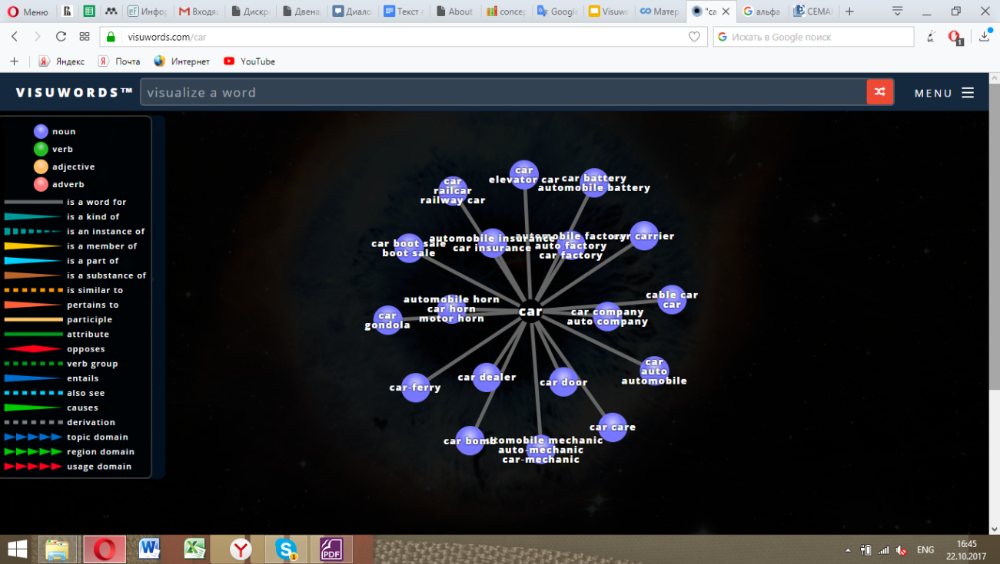 Меню
Инфор
Входящ
Дискр
Двена,
Диало
Текст г
About
concep
Google
Visuwo
Матер
"ca
альфа
СЕМА
visuwords.com/car
Искать в Google поиск
1
Яндекс
Почта
Интернет
YouTube
VISUWORDS™
visualize a word
MENU
noun
verb
adjective
adverb
is a word for
is a kind of
is an instance of
is a member of
is a part of
is a substance of
is similar to
pertains to
participle
attribute
opposes
verb group
entails
also see
causes
derivation
topic domain
region domain
usage domain
car
elevator car
car battery
automobile battery
car
railcar
railway car
car boot sale
boot sale
automobile insurance
car insurance
automobile factory
auto factory
car factory
carrier
automobile horn
car horn
motor horn
car
gondola
car
car company
auto company
cable car
car
car
auto
automobile
car-ferry
car dealer
car door
car care
car bomb
automobile mechanic
auto-mechanic
car-mechanic
PDF
1
ENG
16:45
22.10.2017